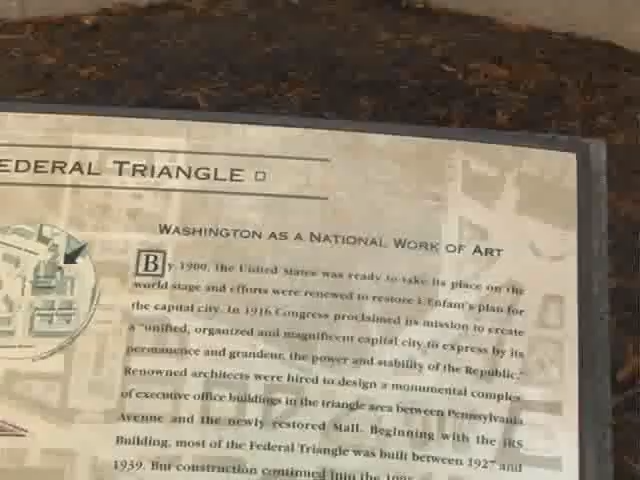 EDERAL TRIANGLE
WASHINGTON AS A NATIONAL WORK OF ART
By 1900, the United States was ready to take its place on the
world stage and efforts were renewed to restore L'Enfant's plan for
the capital city. In 1916 Congress proclaimed its mission to create
a "unified, organized and magnificent capital city to express by its
permanence and grandeur, the power and stability of the Republic."
Renowned architects were hired to design a monumental complex
of executive office buildings in the triangle area between Pennsylvania
Avenue and the newly restored Mall. Beginning with the IRS
Building, most of the Federal Triangle was built between 1927 and
1939. But construction continued into the